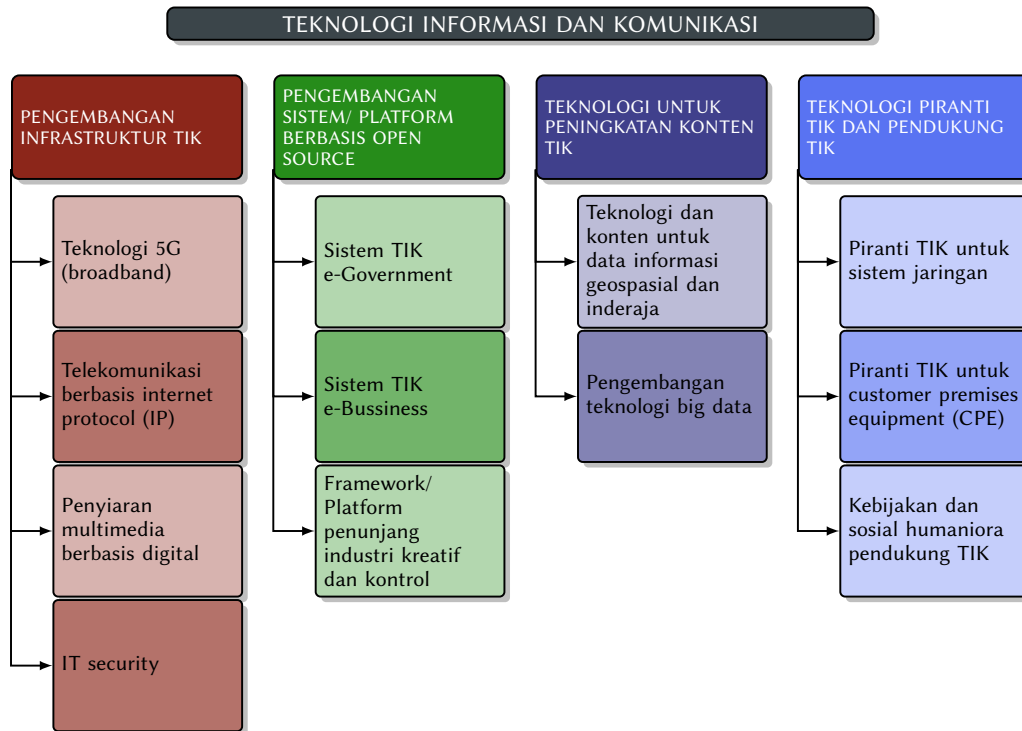 TEKNOLOGI INFORMASI DAN KOMUNIKASI
PENGEMBANGAN
INFRASTRUKTUR TIK
Teknologi 5G
(broadband)
Telekomunikasi
berbasis internet
protocol (IP)
Penyiaran
multimedia
berbasis digital
IT security
PENGEMBANGAN
SISTEM/ PLATFORM
BERBASIS OPEN
SOURCE
Sistem TIK
e-Government
Sistem TIK
e-Bussiness
Framework/
Platform
penunjang
industri kreatif
dan kontrol
TEKNOLOGI UNTUK
PENINGKATAN KONTEN
TIK
Teknologi dan
konten untuk
data informasi
geospasial dan
inderaja
Pengembangan
teknologi big data
TEKNOLOGI PIRANTI
TIK DAN PENDUKUNG
TIK
Piranti TIK untuk
sistem jaringan
Piranti TIK untuk
customer premises
equipment (CPE)
Kebijakan dan
sosial humaniora
pendukung TIK